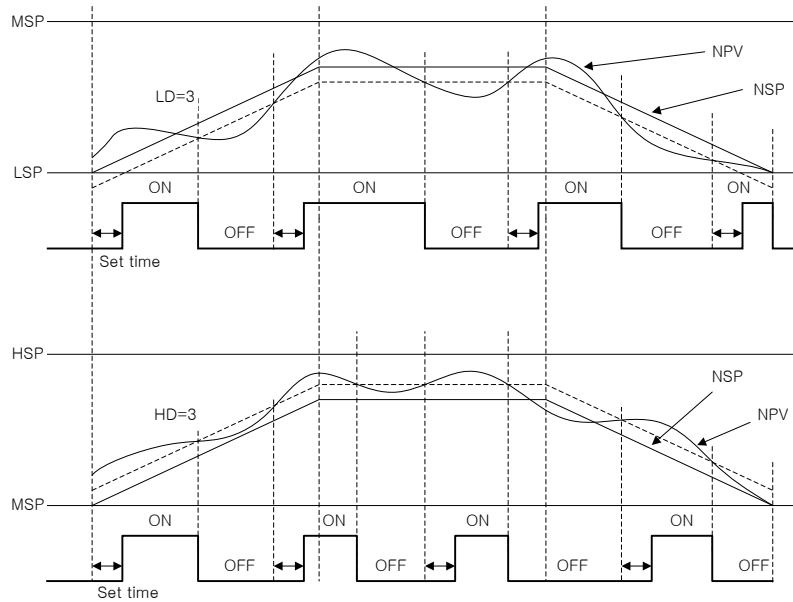 MSP
NPV
NSP
LD=3
LSP
ON
ON
ON
ON
OFF
OFF
OFF
Set time
HSP
NSP
NPV
HD=3
MSP
ON
ON
ON
ON
OFF
OFF
OFF
OFF
Set time